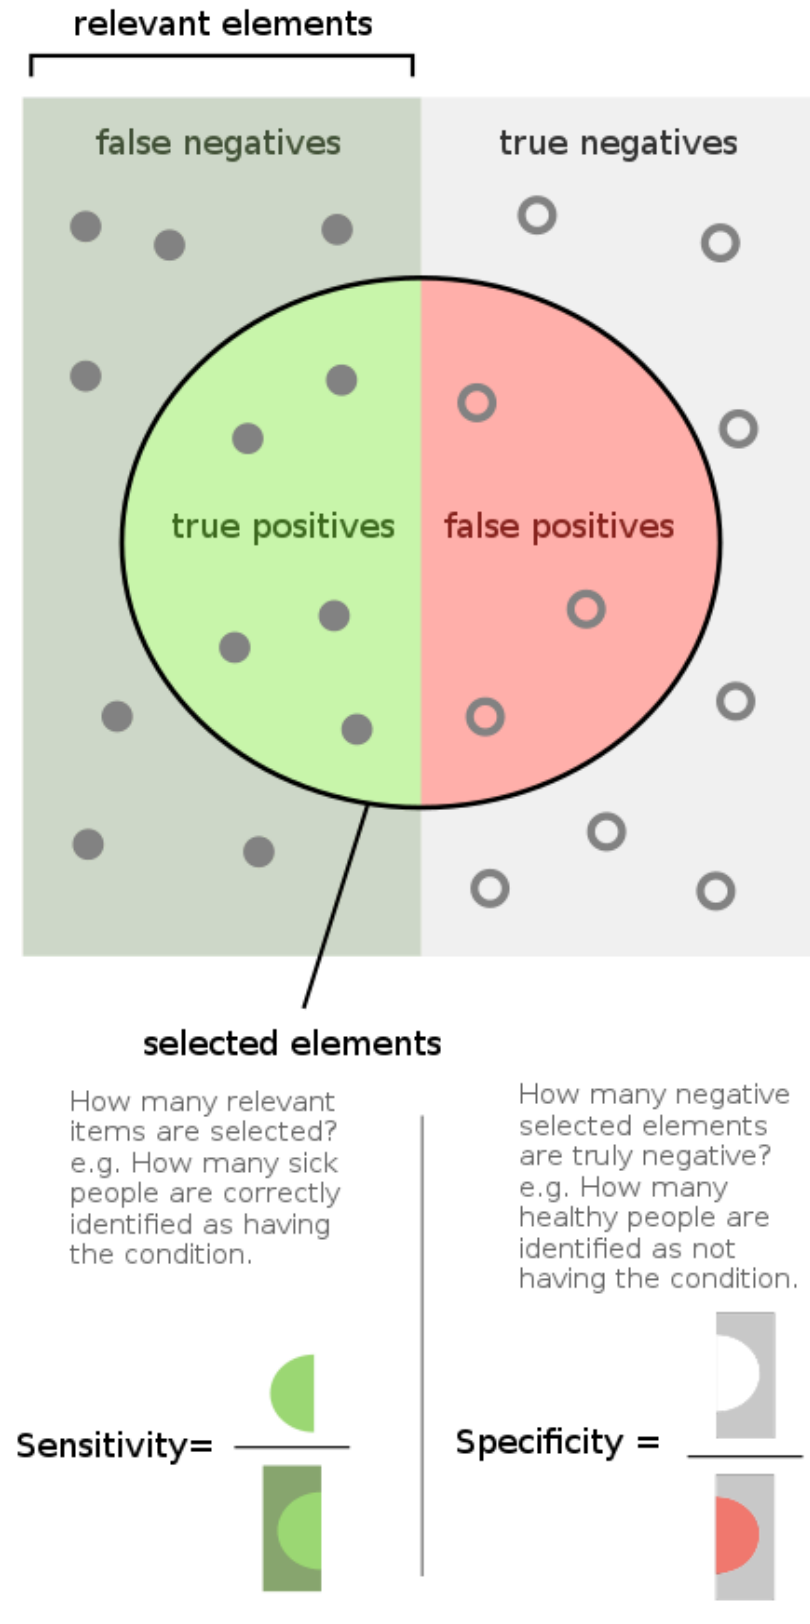 relevant elements
false negatives
true negatives
true positives
false positives
selected elements
How many relevant
items are selected?
e.g. How many sick
people are correctly
identified as having
the condition.
How many negative
selected elements
are truly negative?
e.g. How many
healthy people are
identified as not
having the condition.
Sensitivity=
Specificity =